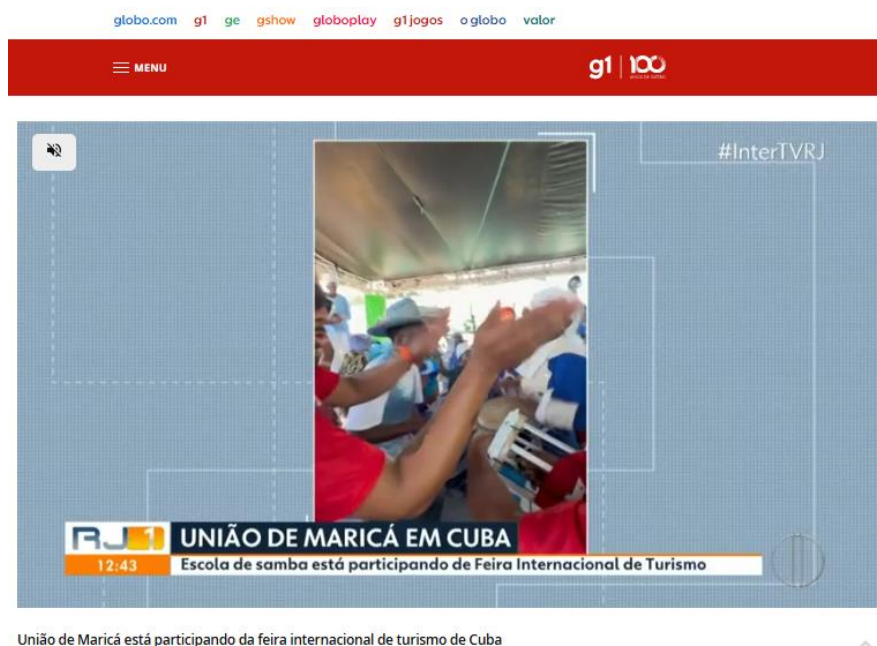 globo.com g1 ge gshow globoplay g1 jogos o globo valor
MENU
g1 100
#InterTVRJ
RJ1
UNIÃO DE MARICÁ EM CUBA
12:43
Escola de samba está participando de Feira Internacional de Turismo
União de Maricá está participando da feira internacional de turismo de Cuba